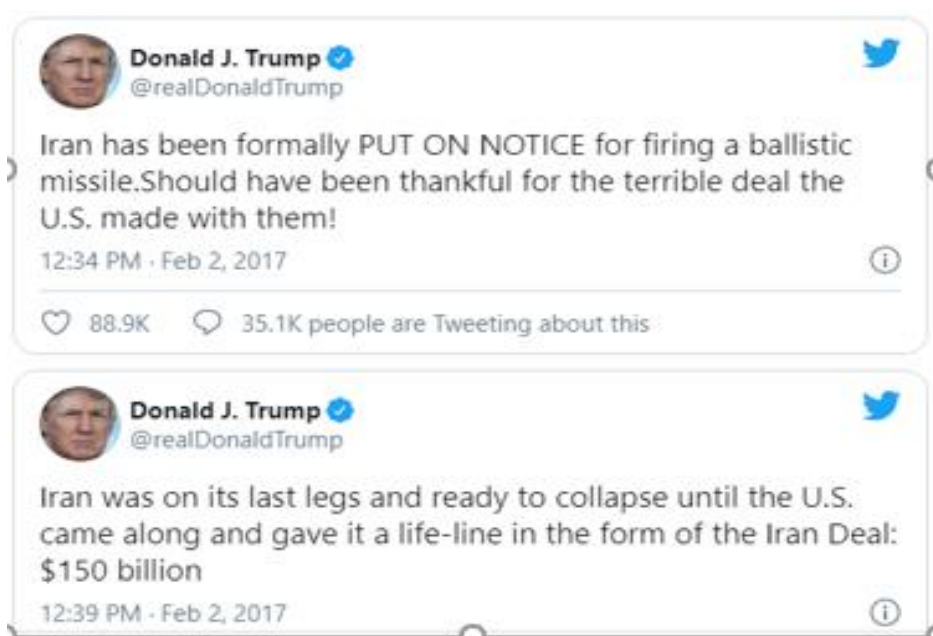 Donald J. Trump
@realDonaldTrump
Iran has been formally PUT ON NOTICE for firing a ballistic
missile.Should have been thankful for the terrible deal the
U.S. made with them!
12:34 PM · Feb 2, 2017
88.9K 35.1K people are Tweeting about this
Donald J. Trump
@realDonaldTrump
Iran was on its last legs and ready to collapse until the U.S.
came along and gave it a life-line in the form of the Iran Deal:
$150 billion
12:39 PM · Feb 2, 2017